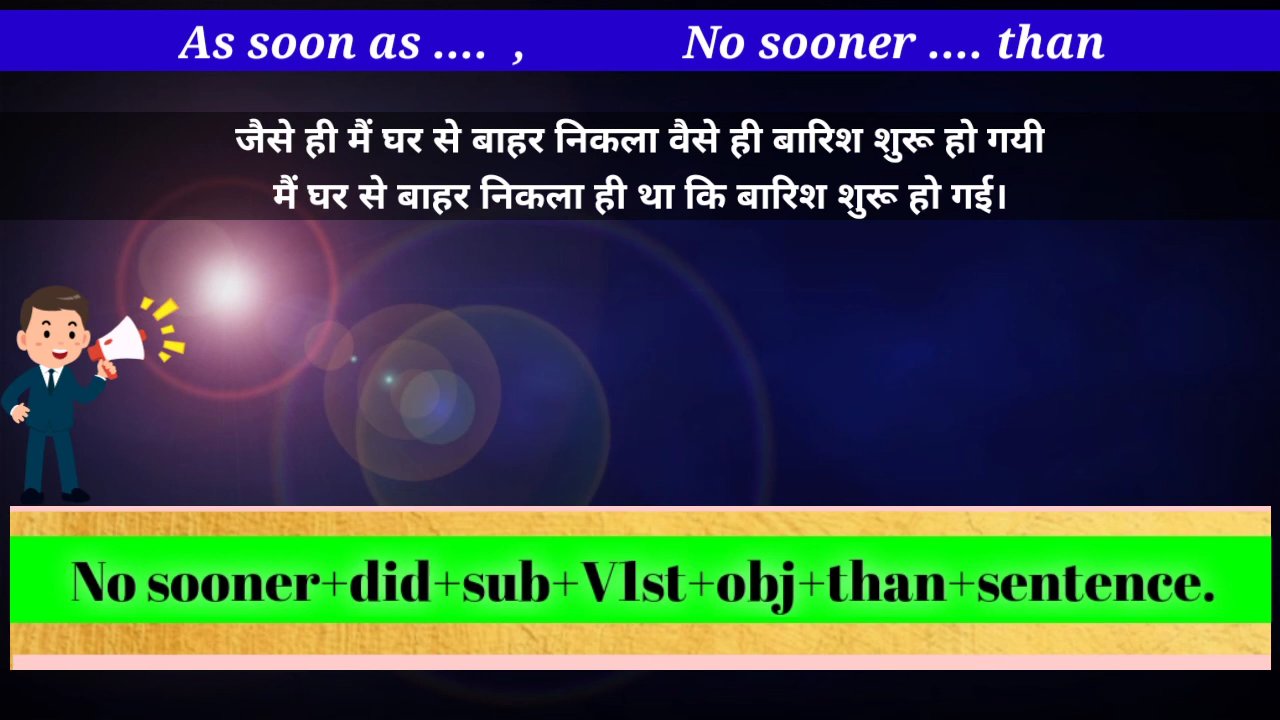 As soon as .... , No sooner .... than
जैसे ही मैं घर से बाहर निकला वैसे ही बारिश शुरू हो गयी
मैं घर से बाहर निकला ही था कि बारिश शुरू हो गई।
No sooner+did+sub+V1st+obj+than+sentence.